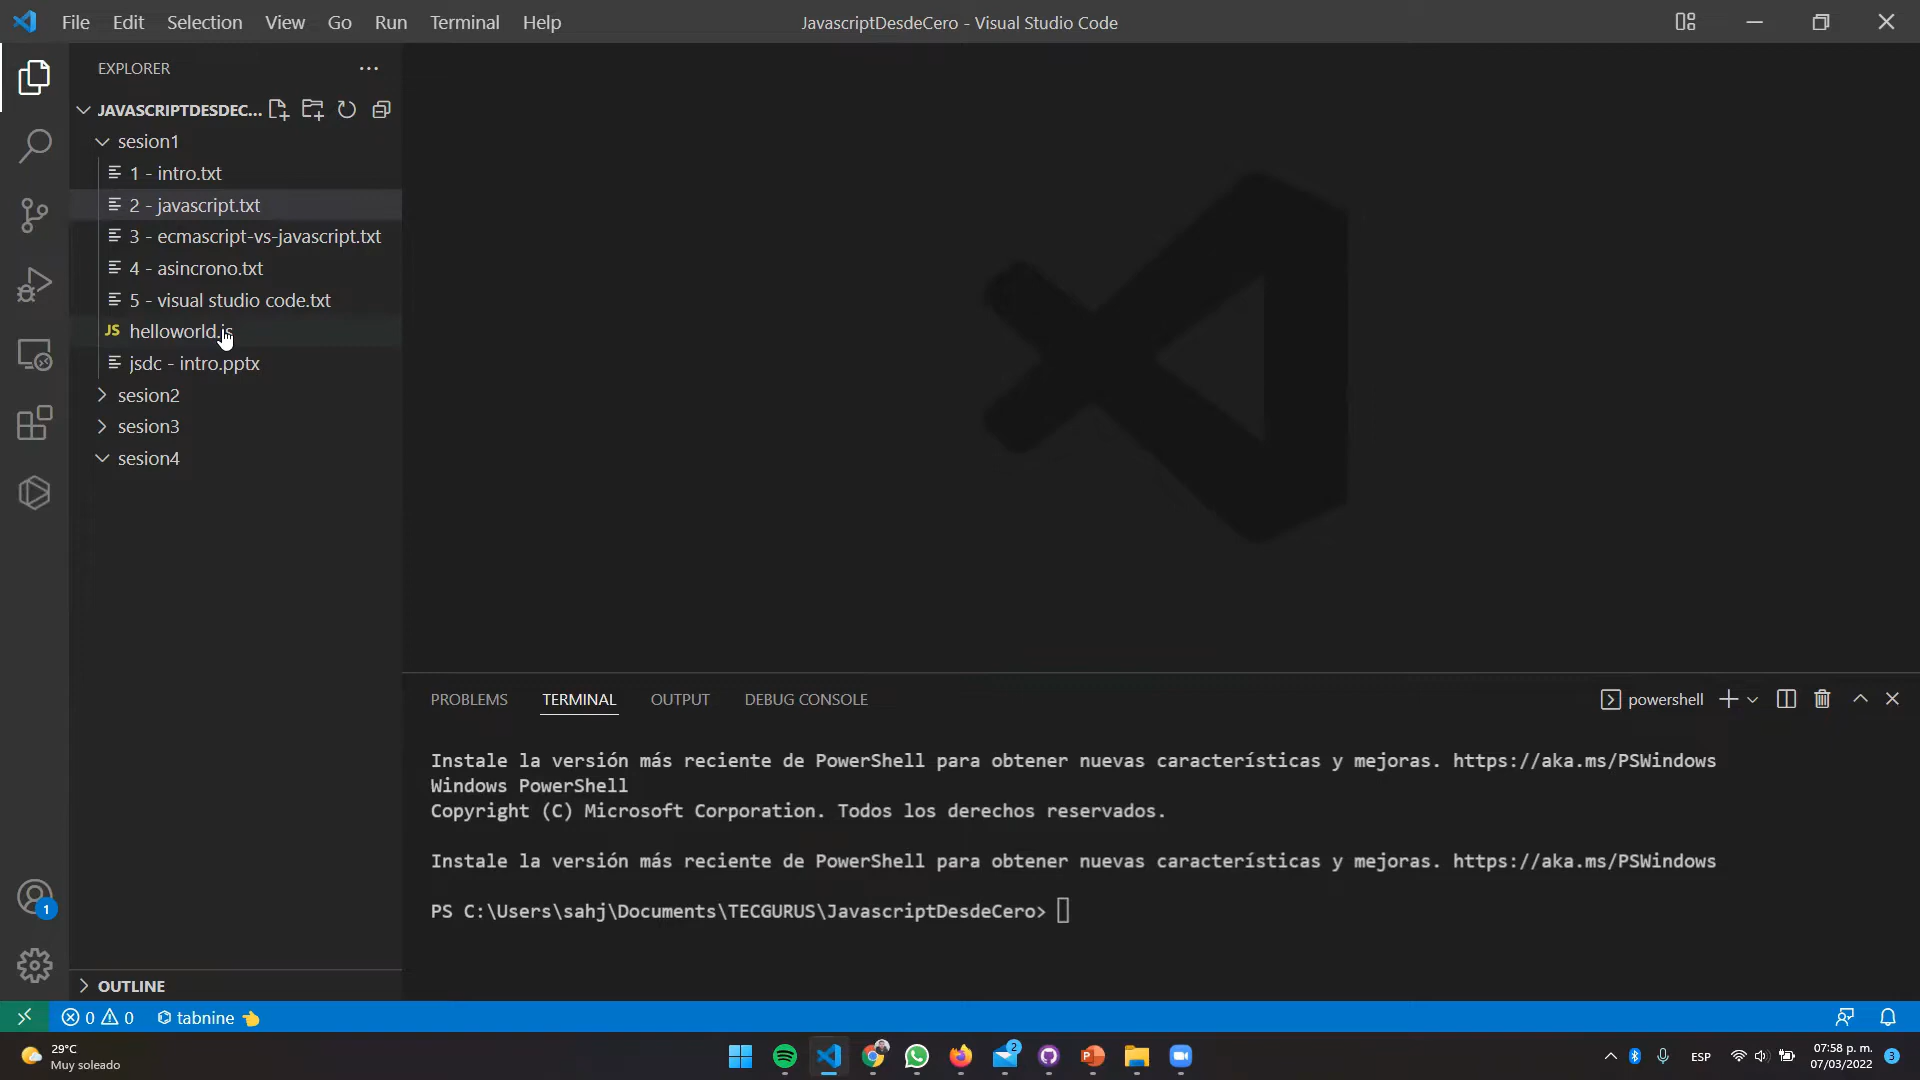 File Edit Selection View Go Run Terminal Help
JavascriptDesdeCero - Visual Studio Code
EXPLORER
JAVASCRIPTDESDEC...
sesion1
1 - intro.txt
2 - javascript.txt
3 - ecmascript-vs-javascript.txt
4 - asincrono.txt
5 - visual studio code.txt
JS helloworld.js
jsdc - intro.pptx
sesion2
sesion3
sesion4
PROBLEMS TERMINAL OUTPUT DEBUG CONSOLE
powershell
Instale la versión más reciente de PowerShell para obtener nuevas características y mejoras. https://aka.ms/PSWindows
Windows PowerShell
Copyright (C) Microsoft Corporation. Todos los derechos reservados.
Instale la versión más reciente de PowerShell para obtener nuevas características y mejoras. https://aka.ms/PSWindows
PS C:\Users\sahj\Documents\TECGURUS\JavascriptDesdeCero>
1
OUTLINE
0 0 tabnine
29°C
Muy soleado
2
ESP
07:58 p. m.
07/03/2022
3